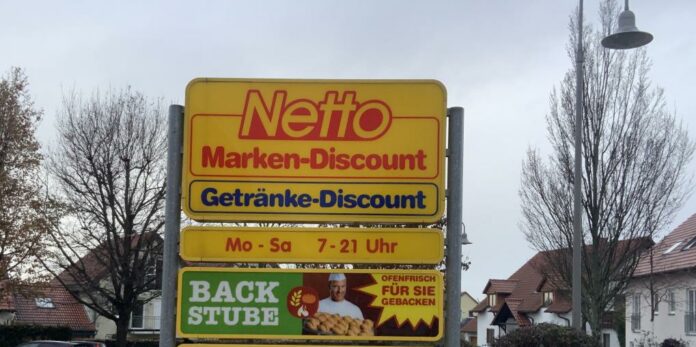 Netto
Marken-Discount
Getränke-Discount
Mo - Sa 7 - 21 Uhr
BACK
STUBE
OFENFRISCH
FÜR SIE
GEBACKEN